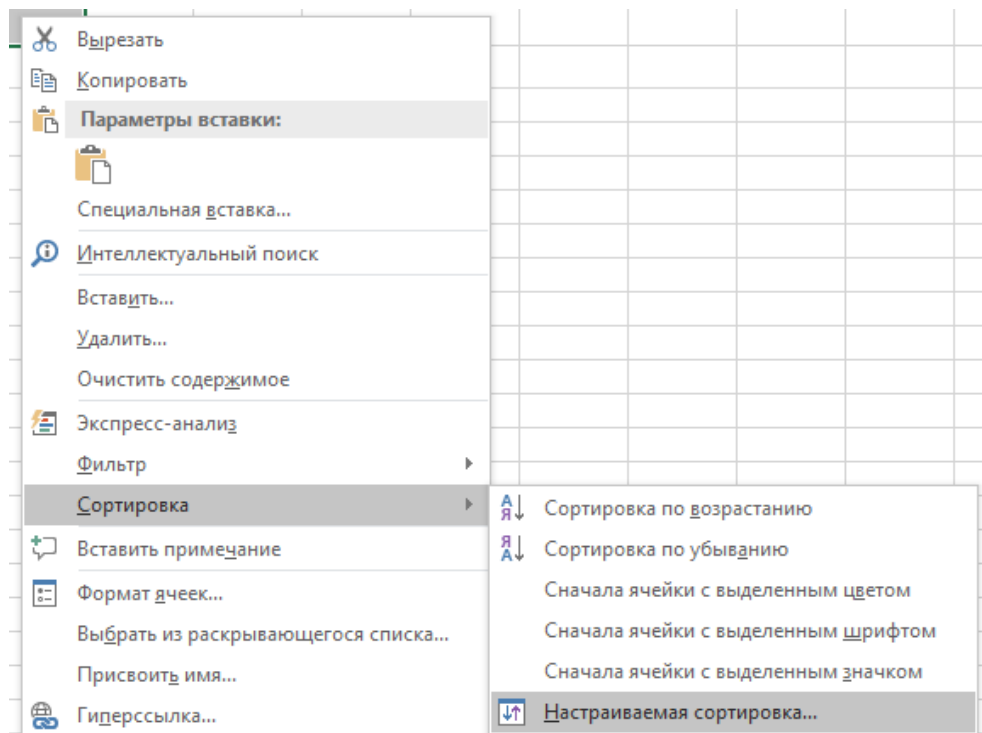 Вырезать
Копировать
Параметры вставки:
Специальная вставка...
Интеллектуальный поиск
Вставить...
Удалить...
Очистить содержимое
Экспресс-анализ
Фильтр
Сортировка
Вставить примечание
Формат ячеек...
Выбрать из раскрывающегося списка...
Присвоить имя...
Гиперссылка...
Сортировка по возрастанию
Сортировка по убыванию
Сначала ячейки с выделенным цветом
Сначала ячейки с выделенным шрифтом
Сначала ячейки с выделенным значком
Настраиваемая сортировка...